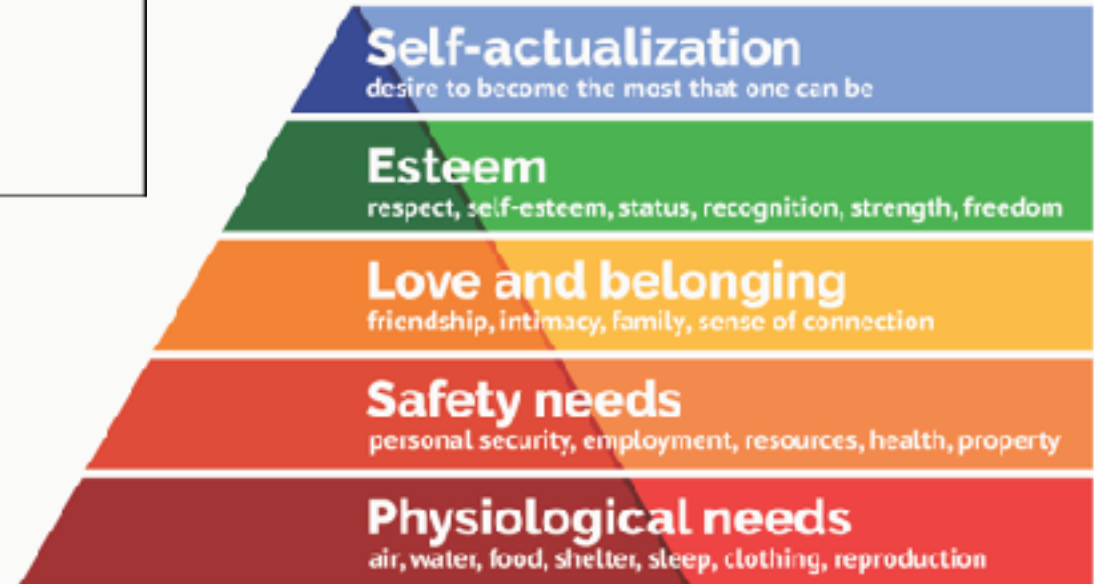 Self-actualization
desire to become the most that one can be
Esteem
respect, self-esteem, status, recognition, strength, freedom
Love and belonging
friendship, intimacy, family, sense of connection
Safety needs
personal security, employment, resources, health, property
Physiological needs
air, water, food, shelter, sleep, clothing, reproduction